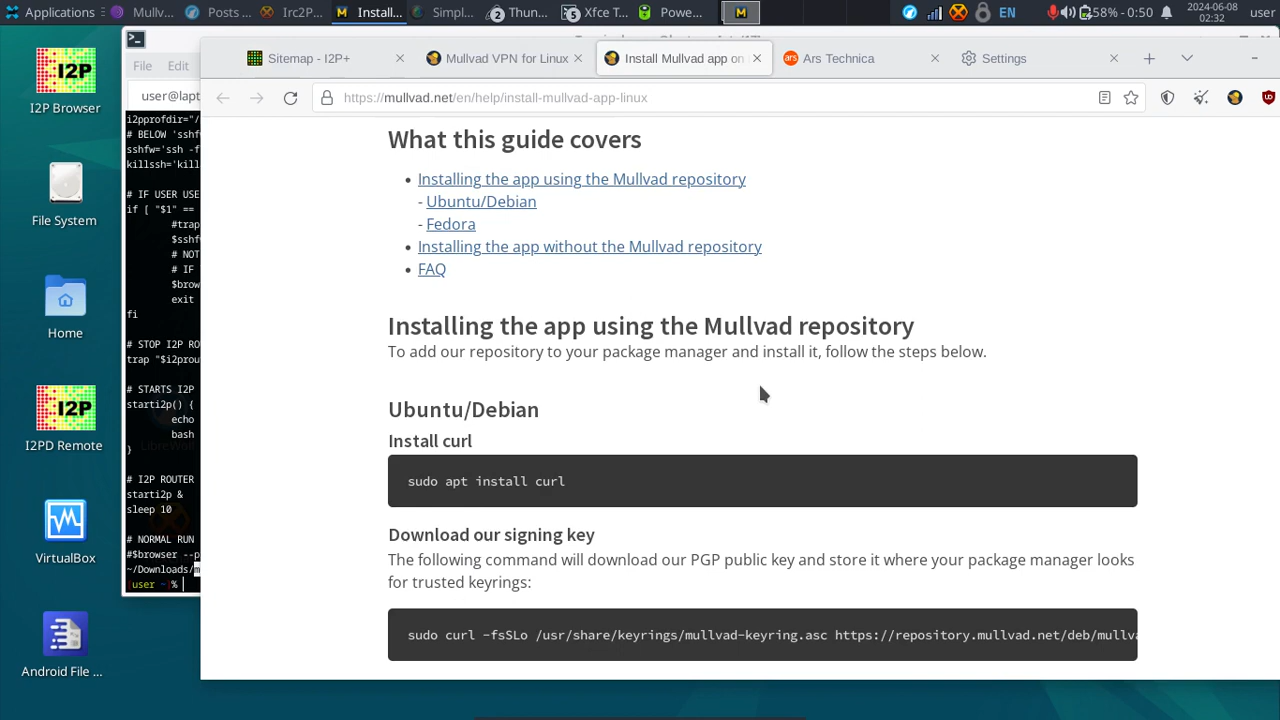 Applications
Mullv...
Posts ...
Irc2P...
Install...
Simpl...
2 Thun...
5 Xfce T...
Powe...
EN
58% - 0:50
2024-06-08
02:32
user
I2P
I2P Browser
File System
Home
I2P
I2PD Remote
VirtualBox
Android File ...
File Edit
user@lapt
i2pprofdir="/
# BELOW 'sshf
sshfw='ssh -f
killssh='kill
# IF USER USE
if [ "$1" ==
#trap
$sshf
# NOT
# IF
$brow
exit
fi
# STOP I2P RO
trap "$i2prou
# STARTS I2P
starti2p() {
echo
bash
}
# I2P ROUTER
starti2p &
sleep 10
# NORMAL RUN
#$browser --p
~/Downloads/m
[user ~]%
Sitemap - I2P+
Mullvad VPN for Linux
Install Mullvad app on
ars
Ars Technica
Settings
https://mullvad.net/en/help/install-mullvad-app-linux
What this guide covers
• Installing the app using the Mullvad repository
- Ubuntu/Debian
- Fedora
• Installing the app without the Mullvad repository
• FAQ
Installing the app using the Mullvad repository
To add our repository to your package manager and install it, follow the steps below.
Ubuntu/Debian
Install curl
sudo apt install curl
Download our signing key
The following command will download our PGP public key and store it where your package manager looks
for trusted keyrings:
sudo curl -fsSLo /usr/share/keyrings/mullvad-keyring.asc https://repository.mullvad.net/deb/mullva